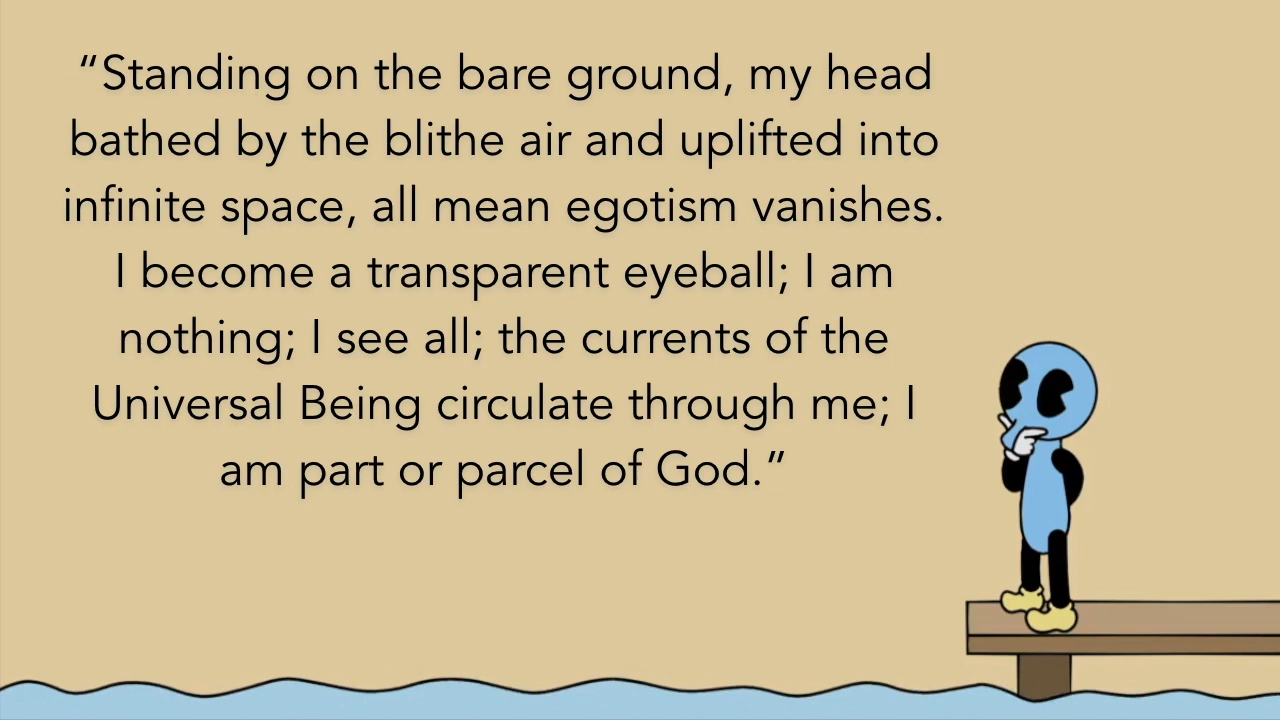 “Standing on the bare ground, my head
bathed by the blithe air and uplifted into
infinite space, all mean egotism vanishes.
I become a transparent eyeball; I am
nothing; I see all; the currents of the
Universal Being circulate through me; I
am part or parcel of God.”